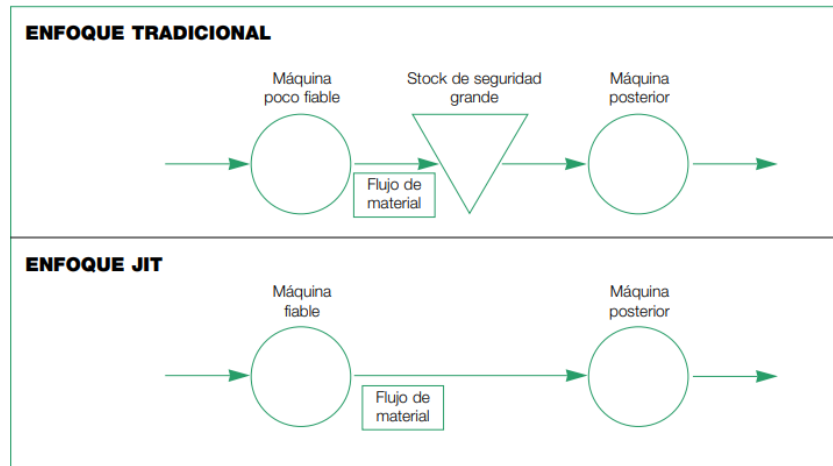 ENFOQUE TRADICIONAL
Máquina
poco fiable
Stock de seguridad
grande
Máquina
posterior
Flujo de
material
ENFOQUE JIT
Máquina
fiable
Máquina
posterior
Flujo de
material